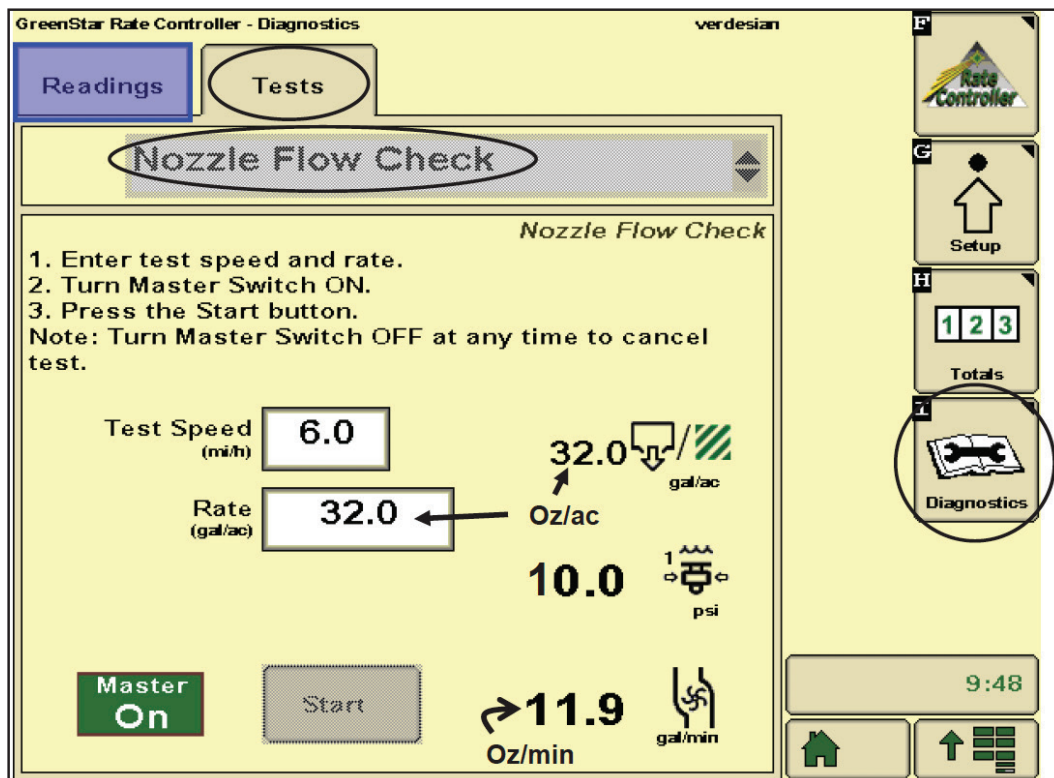 GreenStar Rate Controller - Diagnostics
verdesian
Readings
Tests
Nozzle Flow Check
Nozzle Flow Check
1. Enter test speed and rate.
2. Turn Master Switch ON.
3. Press the Start button.
Note: Turn Master Switch OFF at any time to cancel
test.
Test Speed
(mi/h)
6.0
32.0
/
gal/ac
Rate
(gal/ac)
32.0
Oz/ac
10.0
1
psi
Master
On
Start
11.9
gal/min
Oz/min
F
Rate
Controller
G
Setup
H
1 2 3
Totals
Diagnostics
9:48